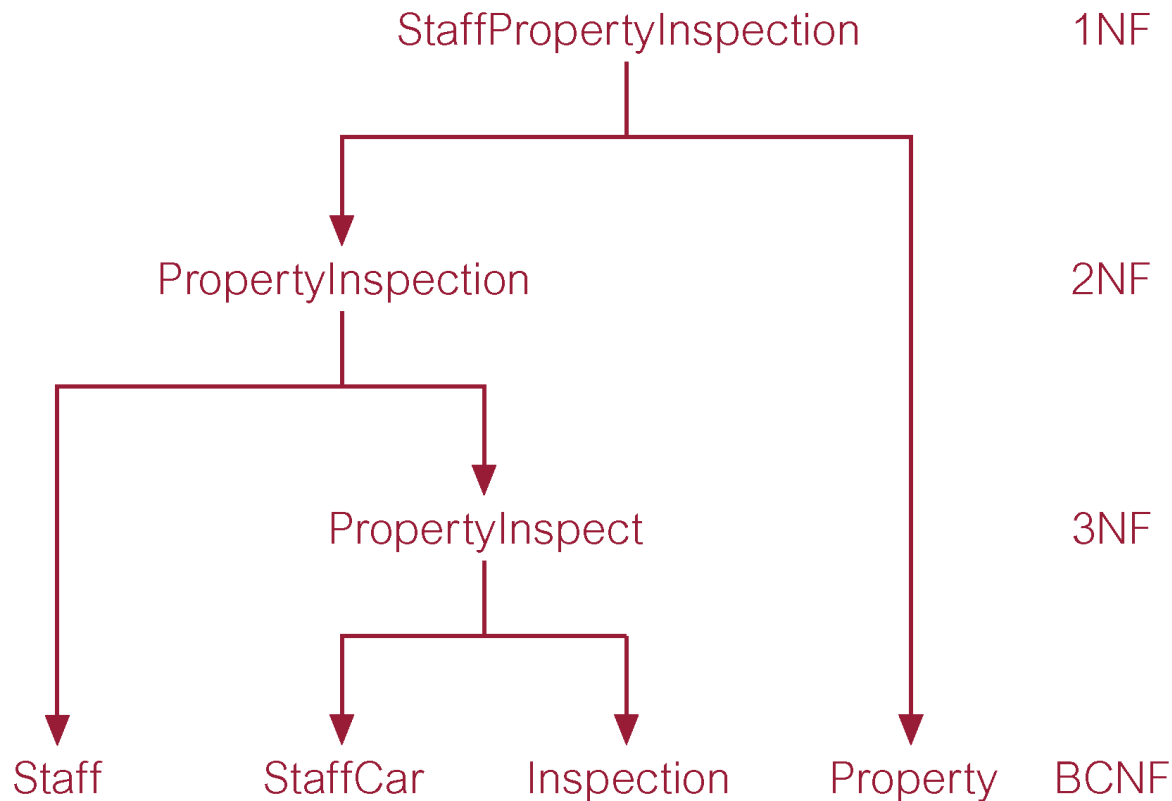 StaffPropertyInspection 1NF
PropertyInspection 2NF
PropertyInspect 3NF
Staff StaffCar Inspection Property BCNF